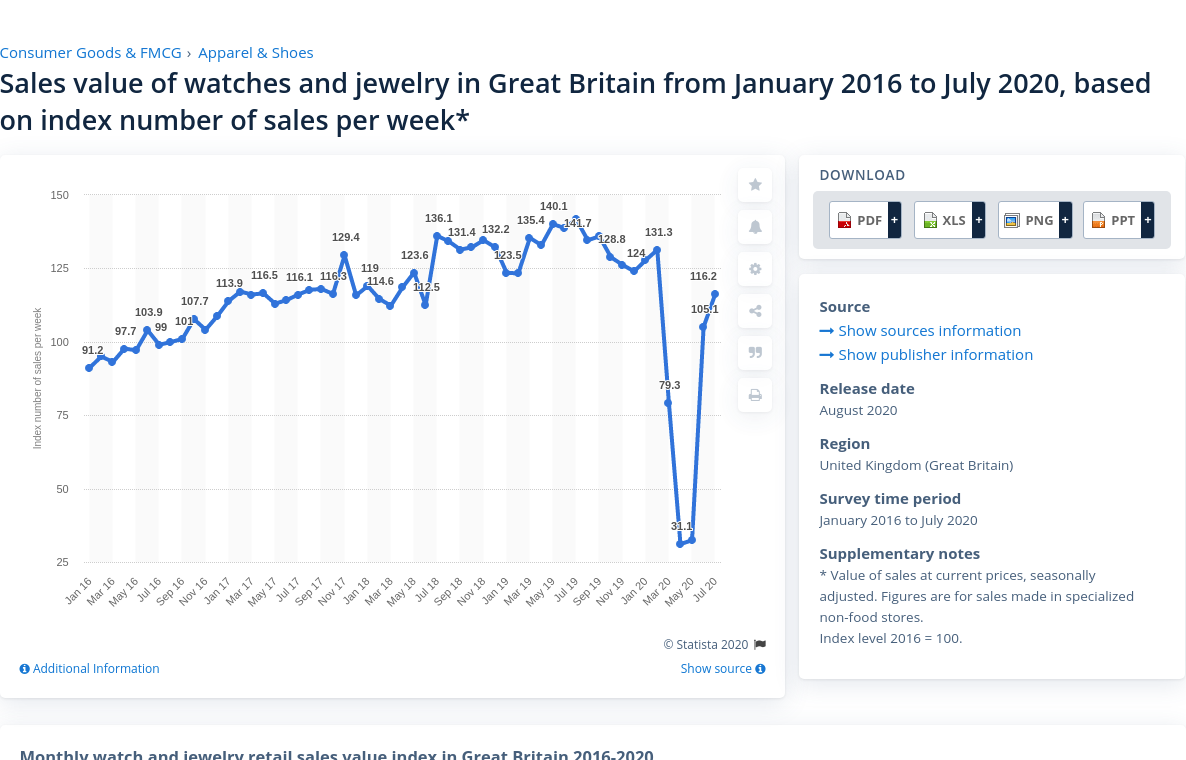 Consumer Goods & FMCG › Apparel & Shoes
Sales value of watches and jewelry in Great Britain from January 2016 to July 2020, based
on index number of sales per week*
DOWNLOAD
PDF +
XLS +
PNG +
PPT +
Index number of sales per week
150
125
100
75
50
25
91.2
97.7
103.9
99
101
107.7
113.9
116.5
116.1
116.3
129.4
119
114.6
123.6
112.5
136.1
131.4
132.2
123.5
135.4
140.1
141.7
128.8
124
131.3
79.3
31.1
105.1
116.2
Jan 16
Mar 16
May 16
Jul 16
Sep 16
Nov 16
Jan 17
Mar 17
May 17
Jul 17
Sep 17
Nov 17
Jan 18
Mar 18
May 18
Jul 18
Sep 18
Nov 18
Jan 19
Mar 19
May 19
Jul 19
Sep 19
Nov 19
Jan 20
Mar 20
May 20
Jul 20
© Statista 2020
Additional Information
Show source
Source
Show sources information
Show publisher information
Release date
August 2020
Region
United Kingdom (Great Britain)
Survey time period
January 2016 to July 2020
Supplementary notes
* Value of sales at current prices, seasonally
adjusted. Figures are for sales made in specialized
non-food stores.
Index level 2016 = 100.
Monthly watch and jewelry retail sales value index in Great Britain 2016-2020